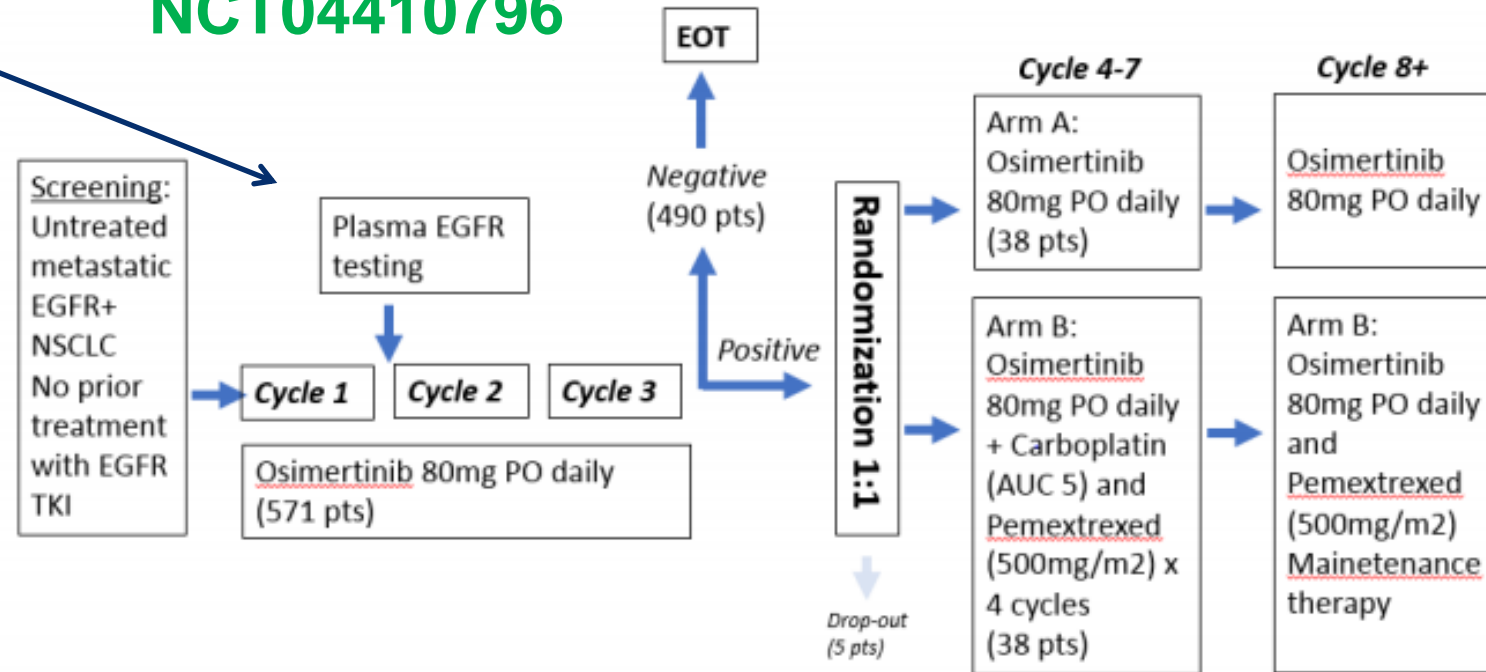 NCT04410796
EOT
Cycle 4-7
Cycle 8+
Screening:
Untreated
metastatic
EGFR+
NSCLC
No prior
treatment
with EGFR
TKI
Plasma EGFR
testing
Cycle 1
Cycle 2
Cycle 3
Osimertinib 80mg PO daily
(571 pts)
Negative
(490 pts)
Positive
Randomization 1:1
Drop-out
(5 pts)
Arm A:
Osimertinib
80mg PO daily
(38 pts)
Osimertinib
80mg PO daily
Arm B:
Osimertinib
80mg PO daily
+ Carboplatin
(AUC 5) and
Pemextrexed
(500mg/m2) x
4 cycles
(38 pts)
Arm B:
Osimertinib
80mg PO daily
and
Pemextrexed
(500mg/m2)
Mainetenance
therapy